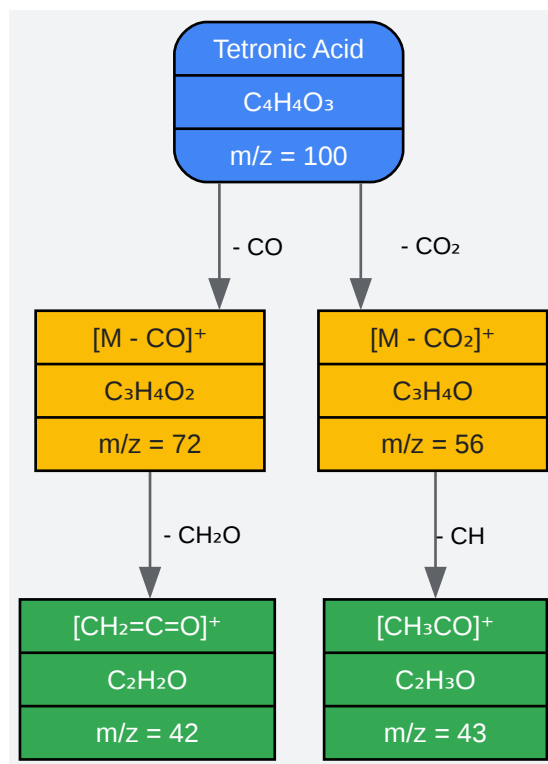 Tetronic Acid
C₄H₄O₃
m/z = 100
- CO
- CO₂
[M - CO]⁺
C₃H₄O₂
m/z = 72
[M - CO₂]⁺
C₃H₄O
m/z = 56
- CH₂O
- CH
[CH₂=C=O]⁺
C₂H₂O
m/z = 42
[CH₃CO]⁺
C₂H₃O
m/z = 43